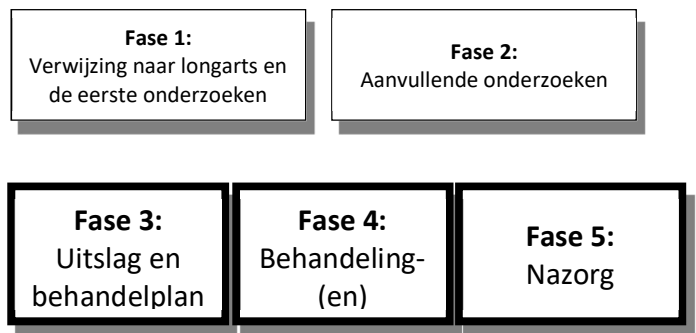 Fase 1:
Verwijzing naar longarts en
de eerste onderzoeken
Fase 2:
Aanvullende onderzoeken
Fase 3:
Uitslag en
behandelplan
Fase 4:
Behandeling-
(en)
Fase 5:
Nazorg